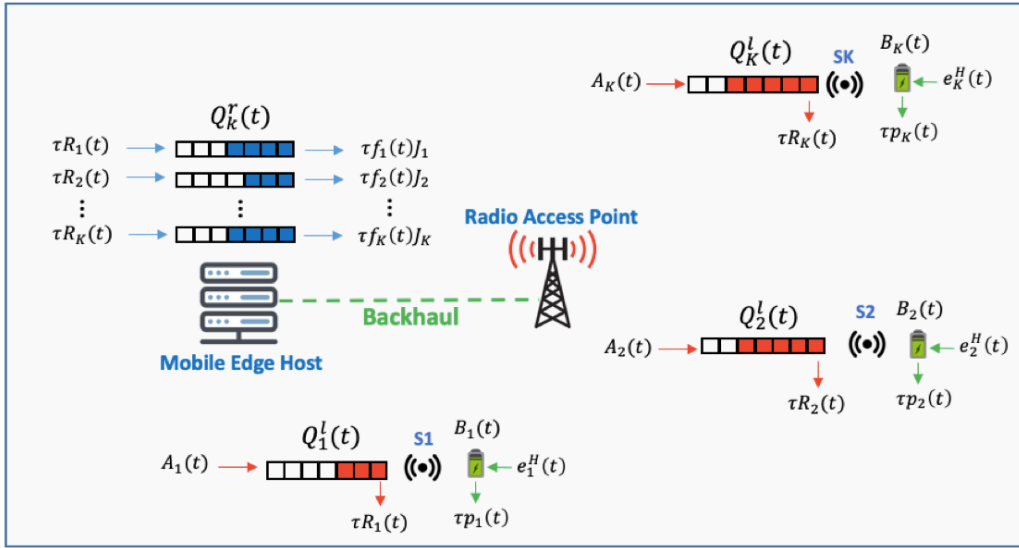 Q_K^l(t)
SK
B_K(t)
A_K(t)
e_K^H(t)
τR_K(t)
τp_K(t)
Q_k^r(t)
τR_1(t)
τf_1(t)J_1
τR_2(t)
τf_2(t)J_2
⋮ ⋮ ⋮
τR_K(t)
τf_K(t)J_K
Radio Access Point
Backhaul
Mobile Edge Host
Q_2^l(t)
S2
B_2(t)
A_2(t)
e_2^H(t)
τR_2(t)
τp_2(t)
Q_1^l(t)
S1
B_1(t)
A_1(t)
e_1^H(t)
τR_1(t)
τp_1(t)